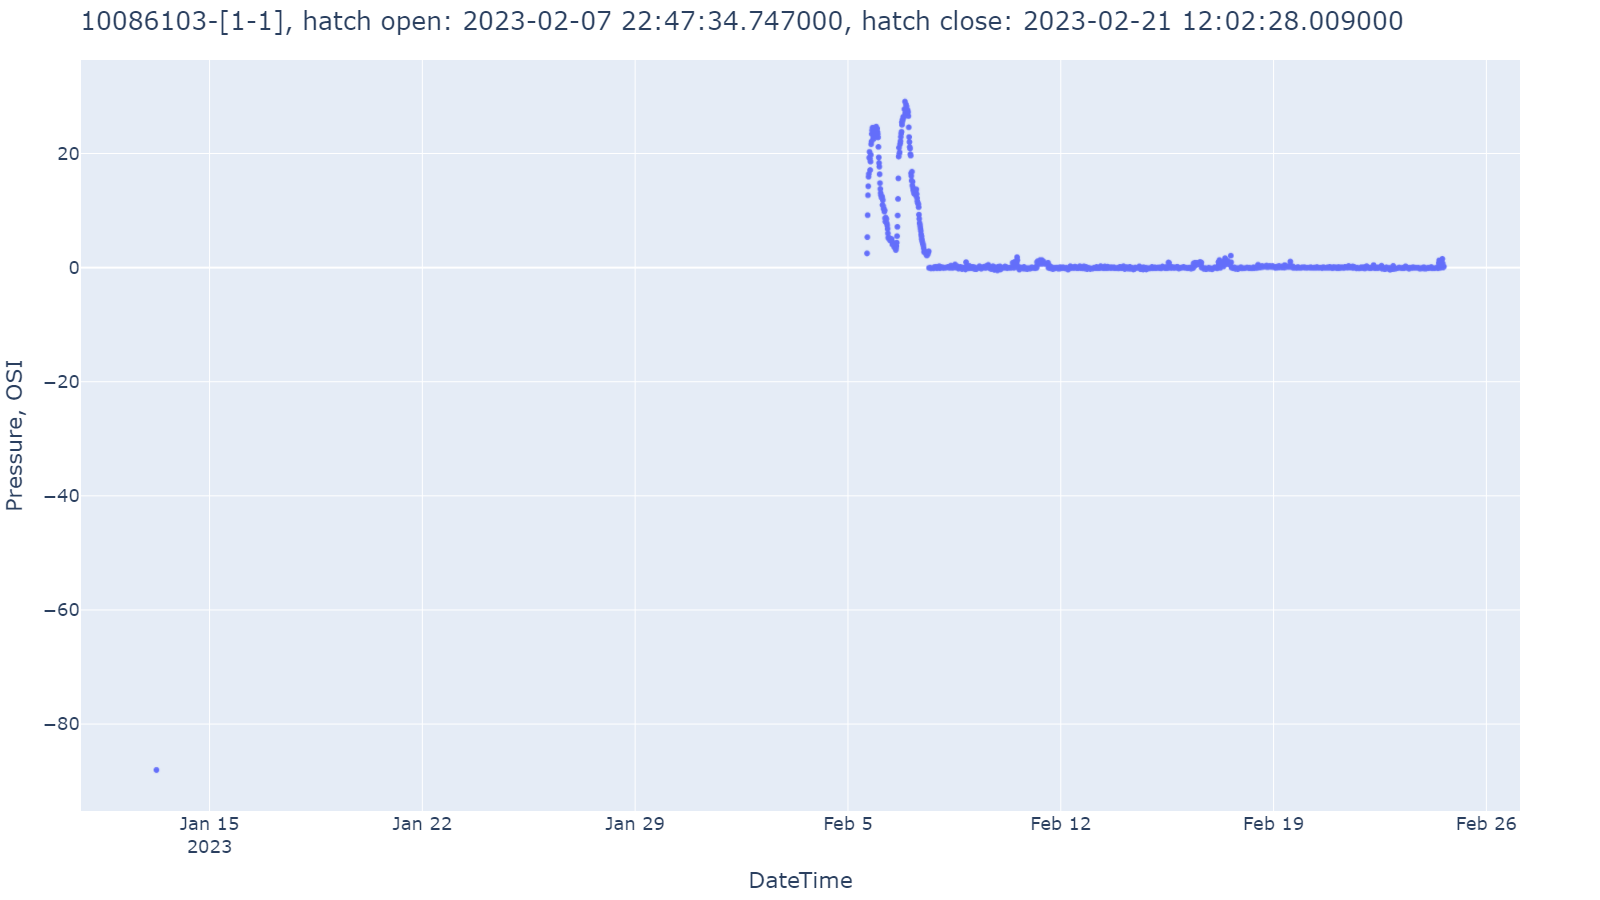 10086103-[1-1], hatch open: 2023-02-07 22:47:34.747000, hatch close: 2023-02-21 12:02:28.009000
20
0
−20
−40
−60
−80
Pressure, OSI
Jan 15 Jan 22 Jan 29 Feb 5 Feb 12 Feb 19 Feb 26
2023
DateTime